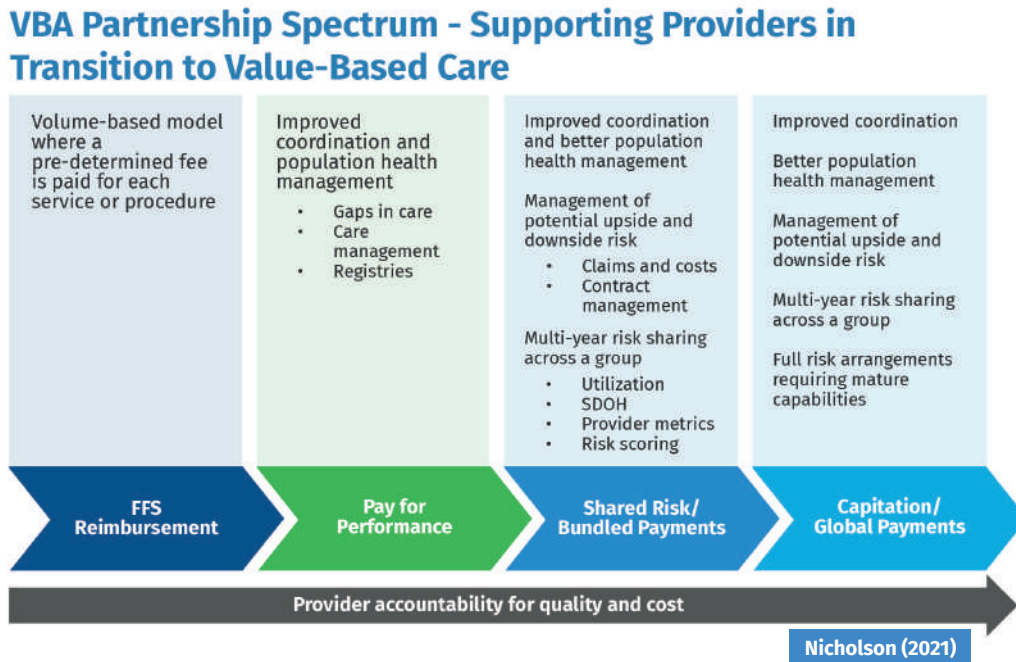 VBA Partnership Spectrum - Supporting Providers in
Transition to Value-Based Care
Volume-based model
where a
pre-determined fee
is paid for each
service or procedure
Improved
coordination and
population health
management
• Gaps in care
• Care
management
• Registries
Improved coordination
and better population
health management
Management of
potential upside and
downside risk
• Claims and costs
• Contract
management
Multi-year risk sharing
across a group
• Utilization
• SDOH
• Provider metrics
• Risk scoring
Improved coordination
Better population
health management
Management of
potential upside and
downside risk
Multi-year risk sharing
across a group
Full risk arrangements
requiring mature
capabilities
FFS
Reimbursement
Pay for
Performance
Shared Risk/
Bundled Payments
Capitation/
Global Payments
Provider accountability for quality and cost
Nicholson (2021)